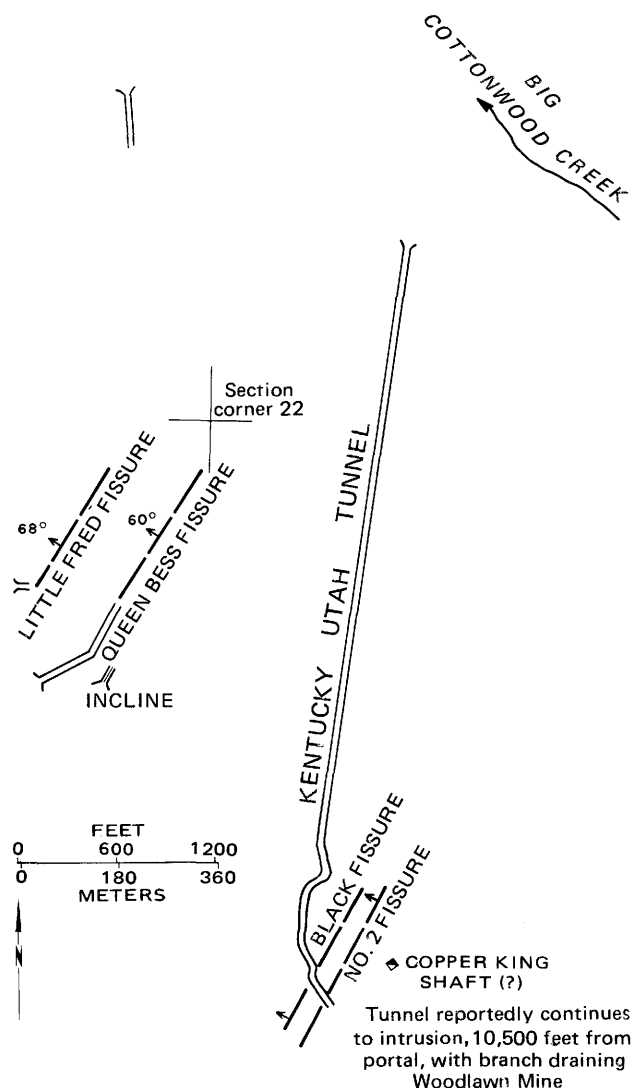 BIG
COTTONWOOD CREEK
Section
corner 22
KENTUCKY UTAH TUNNEL
68°
LITTLE FRED FISSURE
60°
QUEEN BESS FISSURE
INCLINE
FEET
0 600 1200
0 180 360
METERS
N
BLACK FISSURE
NO. 2 FISSURE
COPPER KING
SHAFT (?)
Tunnel reportedly continues
to intrusion, 10,500 feet from
portal, with branch draining
Woodlawn Mine